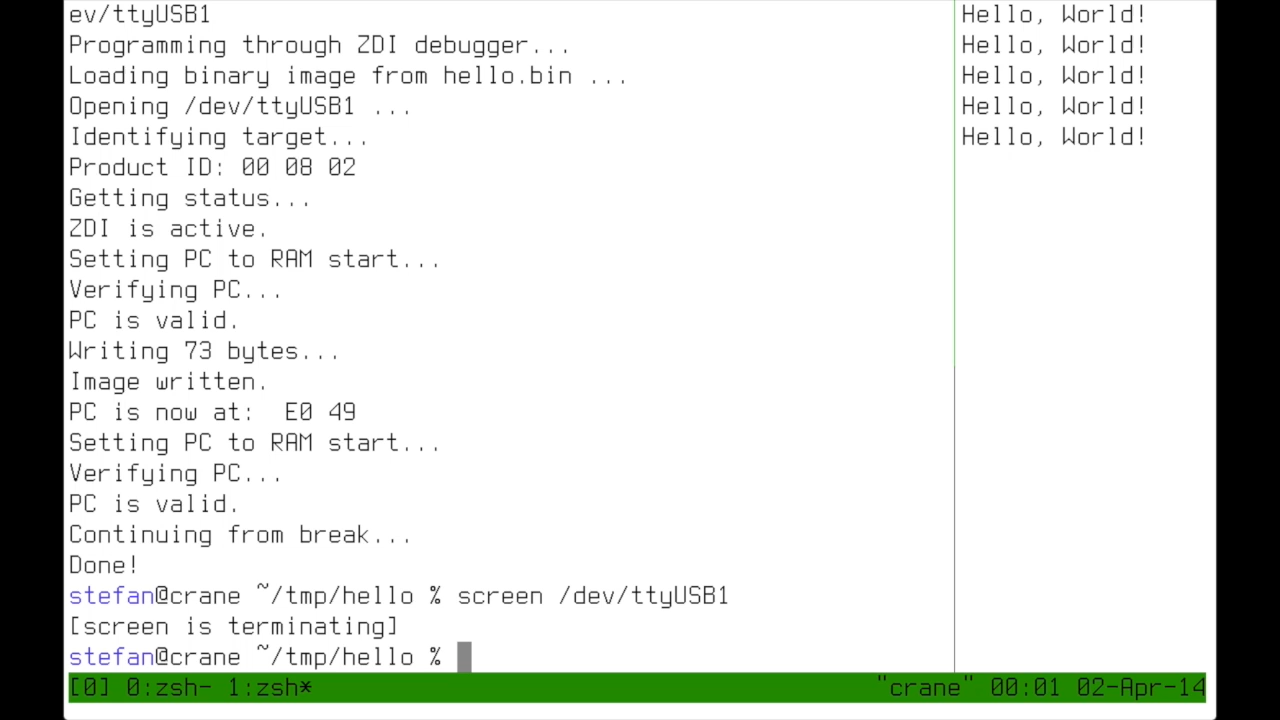 ev/ttyUSB1
Programming through ZDI debugger...
Loading binary image from hello.bin ...
Opening /dev/ttyUSB1 ...
Identifying target...
Product ID: 00 08 02
Getting status...
ZDI is active.
Setting PC to RAM start...
Verifying PC...
PC is valid.
Writing 73 bytes...
Image written.
PC is now at:  E0 49
Setting PC to RAM start...
Verifying PC...
PC is valid.
Continuing from break...
Done!
stefan@crane ~/tmp/hello % screen /dev/ttyUSB1
[screen is terminating]
stefan@crane ~/tmp/hello %
Hello, World!
Hello, World!
Hello, World!
Hello, World!
Hello, World!
[0] 0:zsh- 1:zsh* "crane" 00:01 02-Apr-14